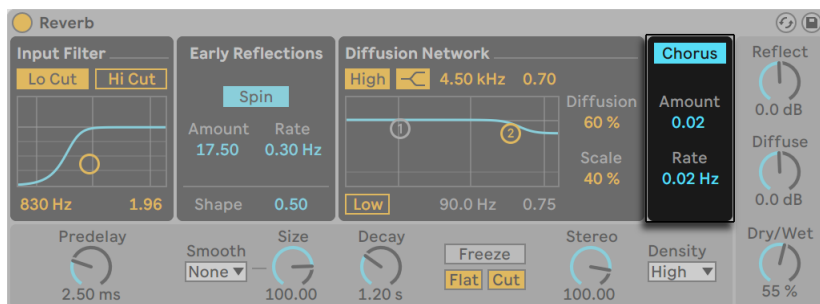 Reverb
Input Filter
Lo Cut Hi Cut
830 Hz 1.96
Early Reflections
Spin
Amount Rate
17.50 0.30 Hz
Shape 0.50
Diffusion Network
High 4.50 kHz 0.70
1
2
Diffusion
60 %
Scale
40 %
Low 90.0 Hz 0.75
Chorus
Amount
0.02
Rate
0.02 Hz
Reflect
0.0 dB
Diffuse
0.0 dB
Dry/Wet
55 %
Predelay
2.50 ms
Smooth
None
Size
100.00
Decay
1.20 s
Freeze
Flat Cut
Stereo
100.00
Density
High